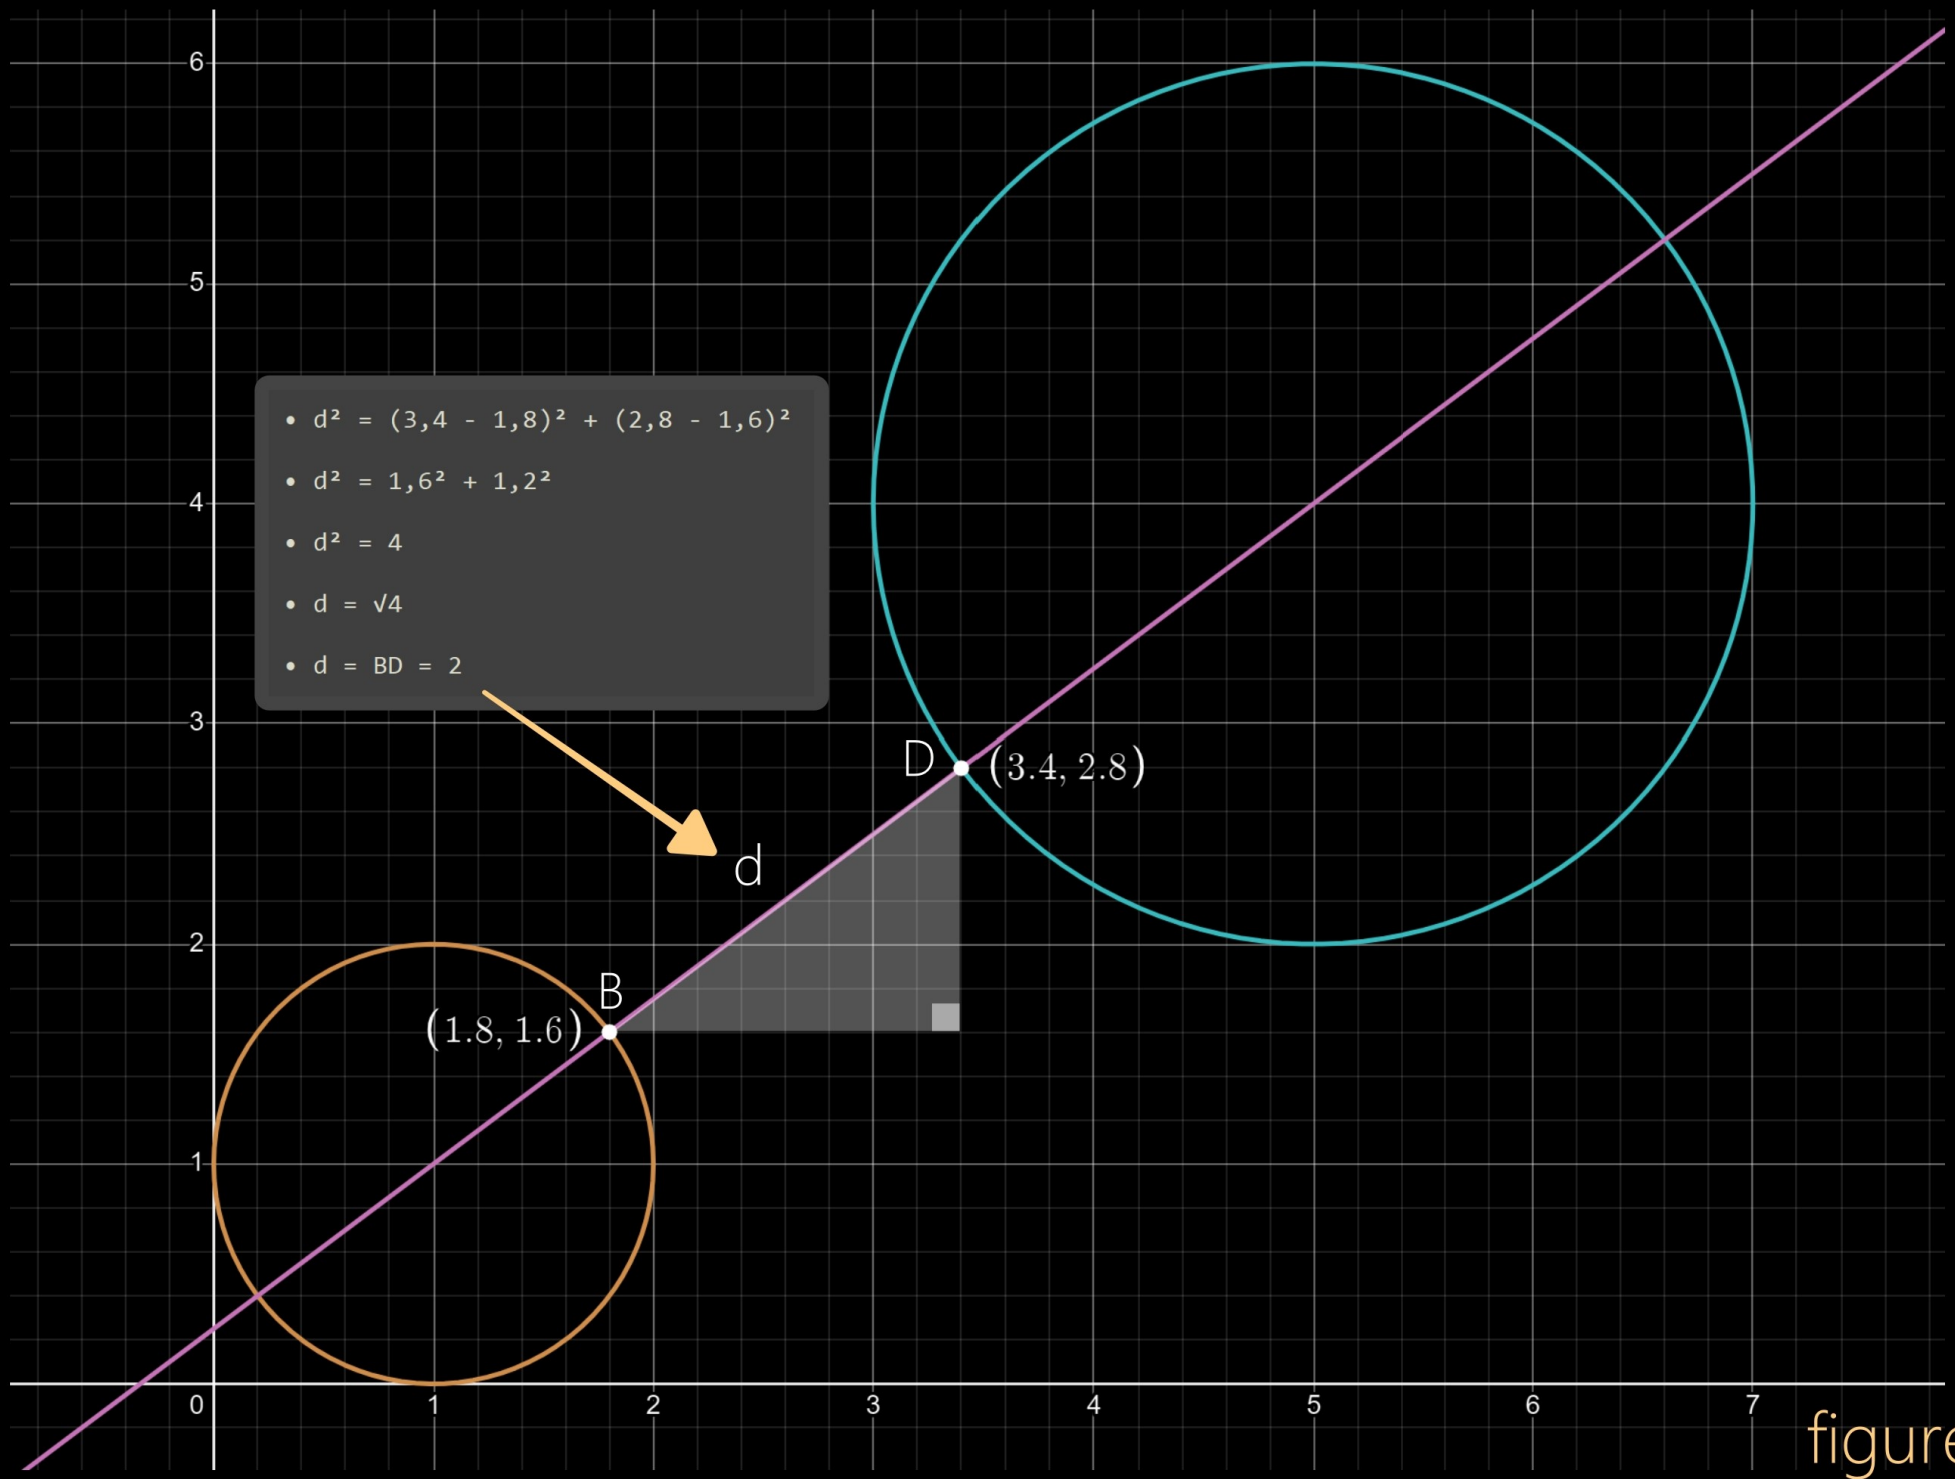 6
5
• d² = (3,4 - 1,8)² + (2,8 - 1,6)²
• d² = 1,6² + 1,2²
4
• d² = 4
• d = √4
• d = BD = 2
3
D (3.4, 2.8)
d
2
B
(1.8, 1.6)
1
0 1 2 3 4 5 6 7
figure